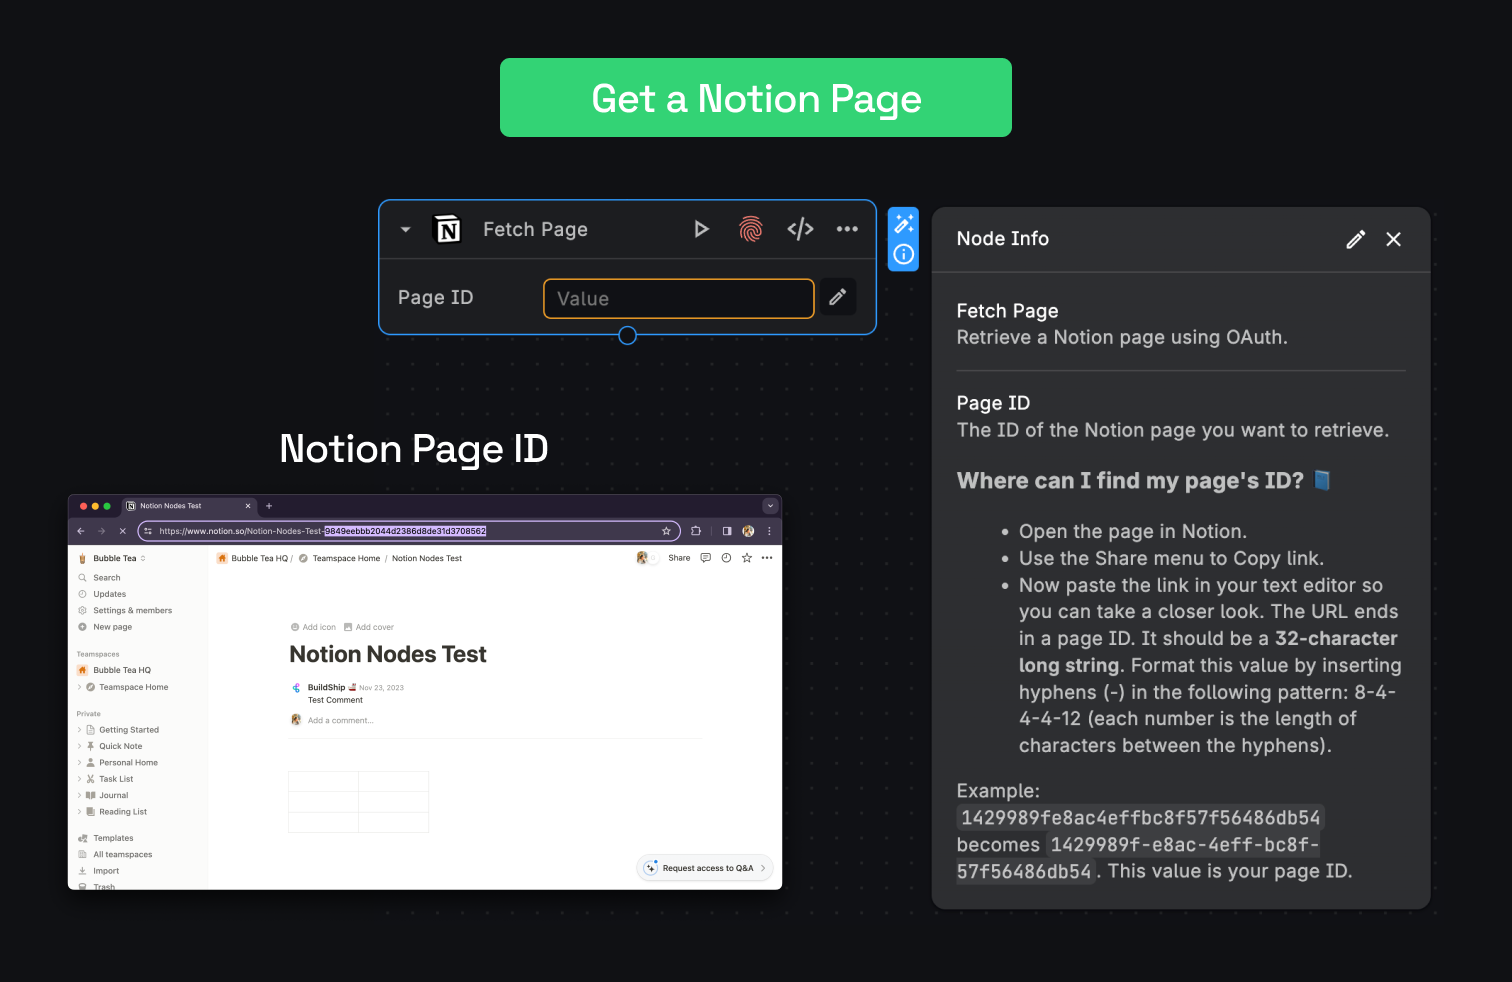 Get a Notion Page
Fetch Page
Page ID
Value
Node Info
Fetch Page
Retrieve a Notion page using OAuth.
Page ID
The ID of the Notion page you want to retrieve.
Where can I find my page's ID?
• Open the page in Notion.
• Use the Share menu to Copy link.
• Now paste the link in your text editor so
you can take a closer look. The URL ends
in a page ID. It should be a 32-character
long string. Format this value by inserting
hyphens (-) in the following pattern: 8-4-
4-4-12 (each number is the length of
characters between the hyphens).
Example:
1429989fe8ac4effbc8f57f56486db54
becomes 1429989f-e8ac-4eff-bc8f-
57f56486db54. This value is your page ID.
Notion Page ID
Notion Nodes Test
https://www.notion.so/Notion-Nodes-Test-9849eebbb2044d2386d8de31d3708562
Bubble Tea
Search
Updates
Settings & members
New page
Teamspaces
Bubble Tea HQ
Teamspace Home
Private
Getting Started
Quick Note
Personal Home
Task List
Journal
Reading List
Templates
All teamspaces
Import
Trash
Bubble Tea HQ / Teamspace Home / Notion Nodes Test
Share
Add icon Add cover
Notion Nodes Test
BuildShip Nov 23, 2023
Test Comment
Add a comment...
Request access to Q&A